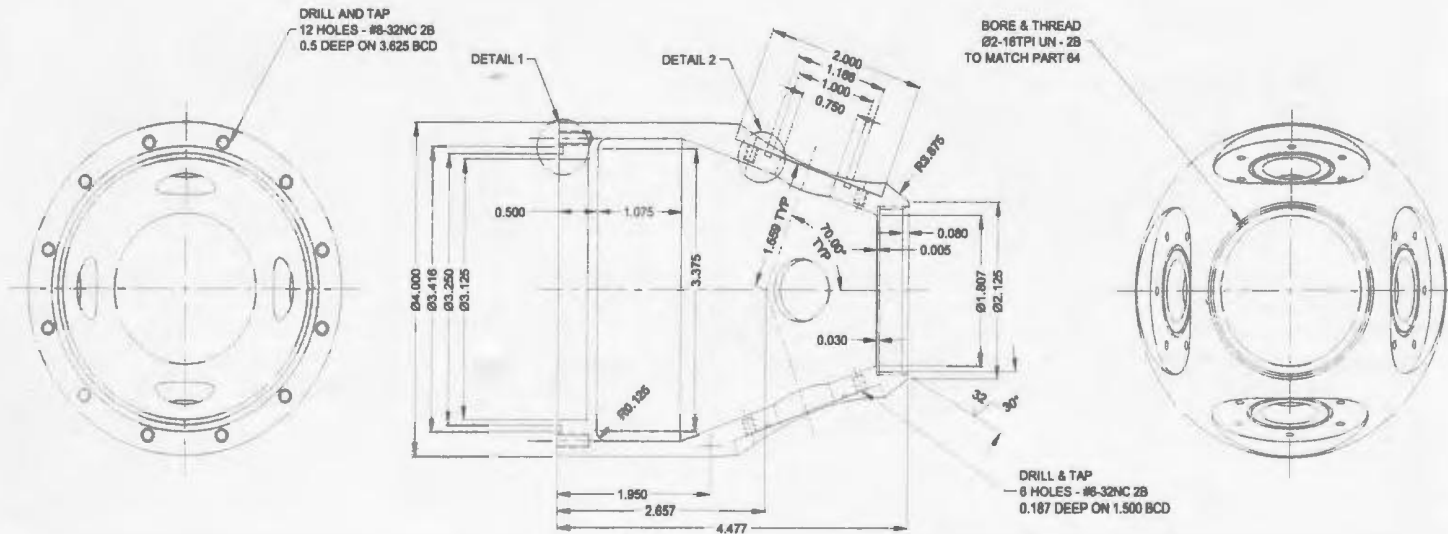 DRILL AND TAP
12 HOLES - #8-32NC 2B
0.5 DEEP ON 3.625 BCD
DETAIL 1
DETAIL 2
2.000
1.188
1.000
0.750
BORE & THREAD
Ø2-16TPI UN - 2B
TO MATCH PART 64
R3.875
0.500
1.075
1.659 TYP
70.00°
TYP
0.080
0.005
Ø4.000
Ø3.416
Ø3.250
Ø3.125
3.375
Ø1.807
Ø2.125
0.030
R0.125
32
30°
1.950
2.657
4.477
DRILL & TAP
6 HOLES - #6-32NC 2B
0.187 DEEP ON 1.500 BCD